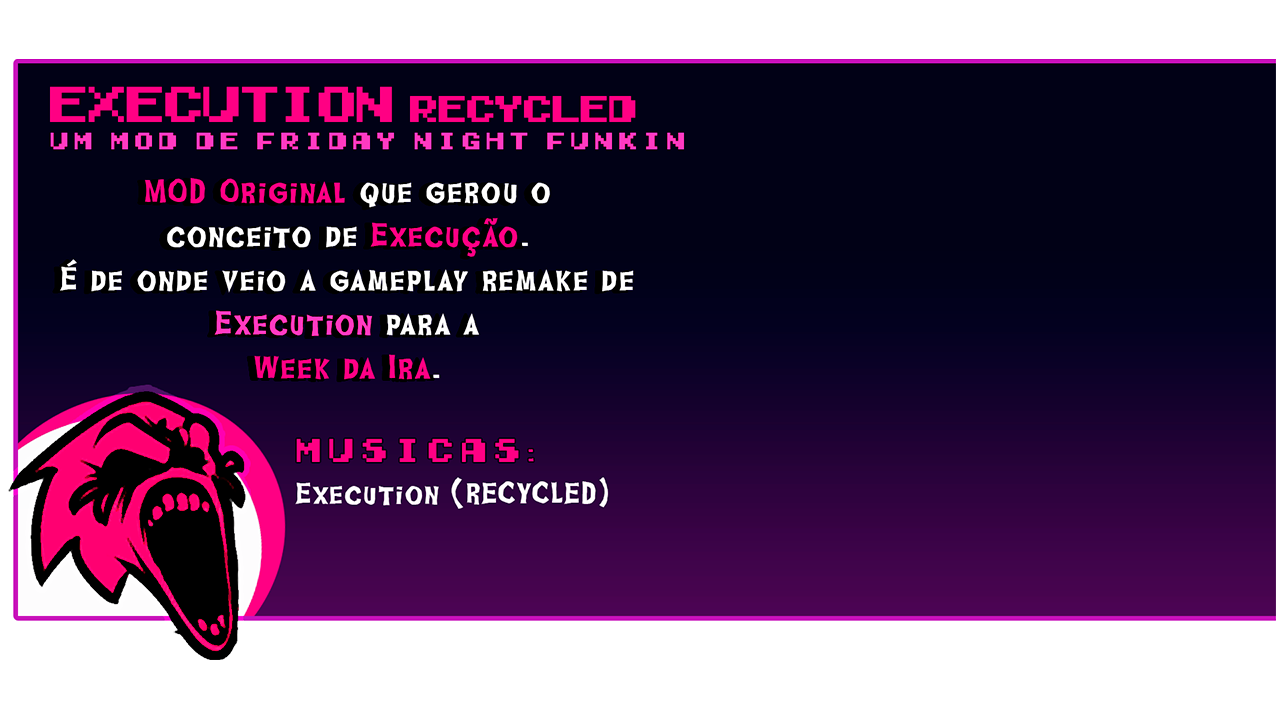 EXECUTION RECYCLED
UM MOD DE FRIDAY NIGHT FUNKIN
MOD ORiGiNAL QUE GEROU O
CONCEiTO DE EXECUÇÃO.
É DE ONDE VEiO A GAMEPLAY REMAKE DE
EXECUTiON PARA A
WEEK DA IRA.
MUSICAS:
EXECUTiON (RECYCLED)